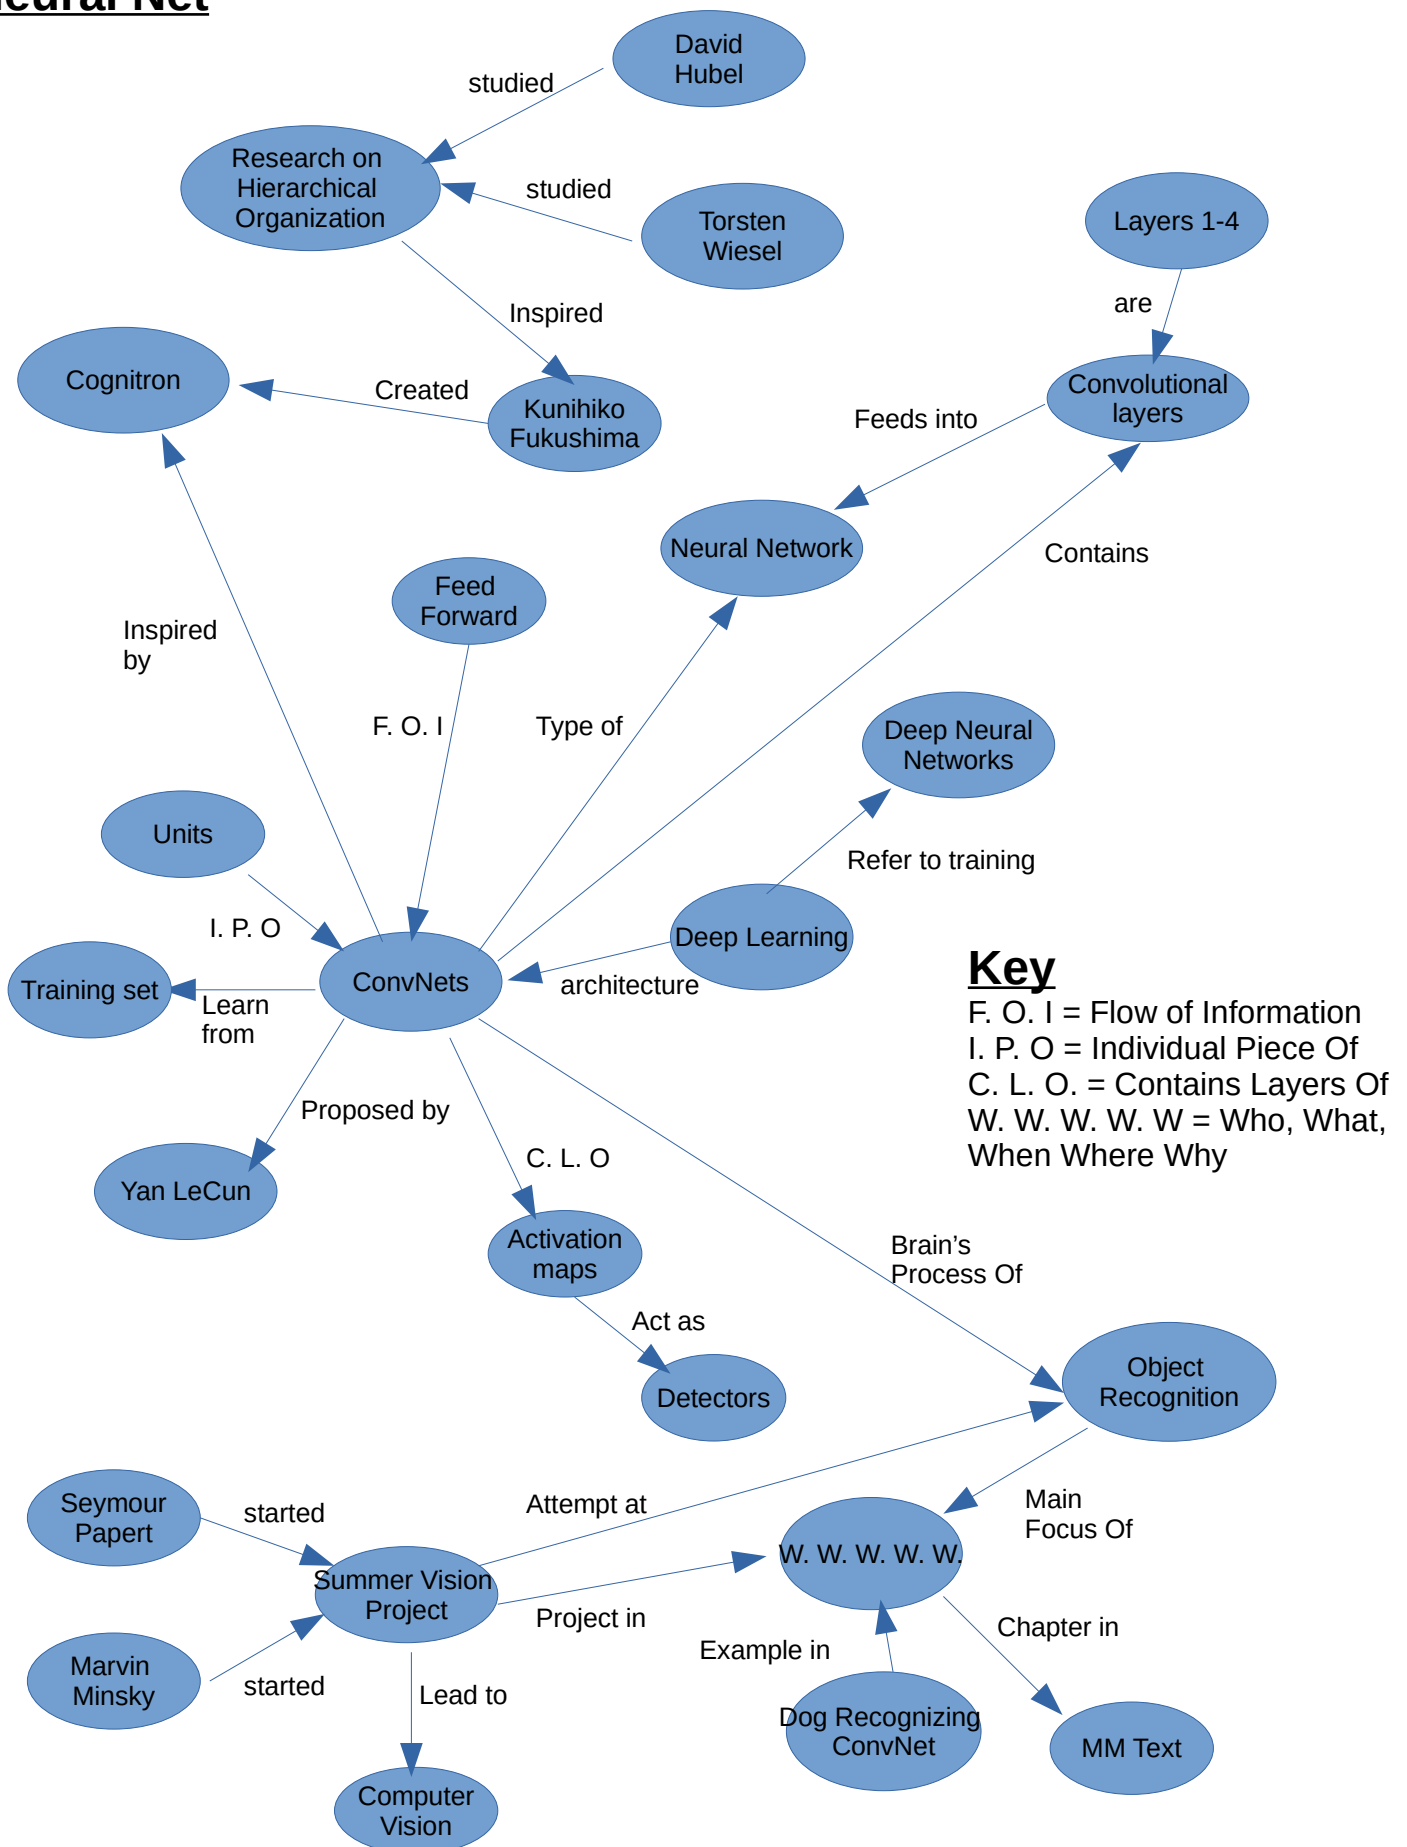 Neural Net
David
Hubel
studied
Research on
Hierarchical
Organization
studied
Torsten
Wiesel
Layers 1-4
are
Inspired
Cognitron
Created
Kunihiko
Fukushima
Convolutional
layers
Feeds into
Neural Network
Contains
Feed
Forward
Inspired
by
F. O. I
Type of
Deep Neural
Networks
Units
Refer to training
I. P. O
Deep Learning
Training set
Learn
from
ConvNets
architecture
Key
F. O. I = Flow of Information
I. P. O = Individual Piece Of
C. L. O. = Contains Layers Of
W. W. W. W. W = Who, What,
When Where Why
Proposed by
C. L. O
Yan LeCun
Activation
maps
Brain’s
Process Of
Act as
Detectors
Object
Recognition
Seymour
Papert
started
Attempt at
Main
Focus Of
Summer Vision
Project
W. W. W. W. W.
Project in
Chapter in
Example in
Marvin
Minsky
started
Lead to
Dog Recognizing
ConvNet
MM Text
Computer
Vision